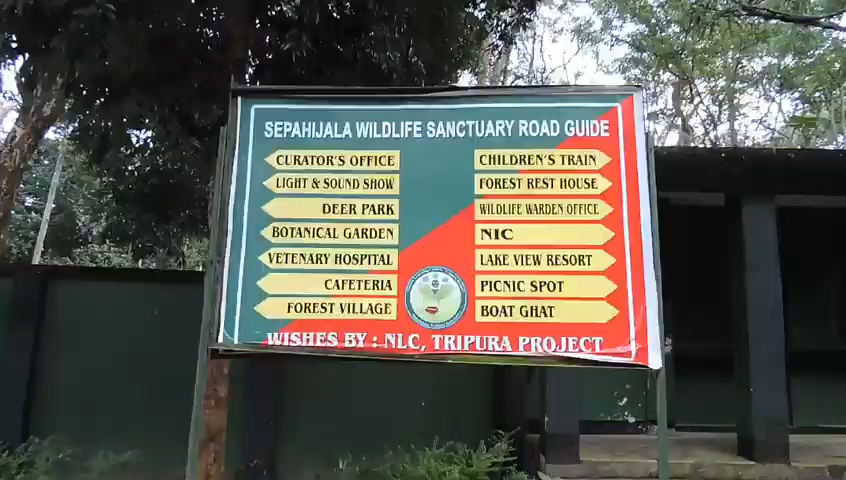 SEPAHIJALA WILDLIFE SANCTUARY ROAD GUIDE
CURATOR'S OFFICE
LIGHT & SOUND SHOW
DEER PARK
BOTANICAL GARDEN
VETENARY HOSPITAL
CAFETERIA
FOREST VILLAGE
CHILDREN'S TRAIN
FOREST REST HOUSE
WILDLIFE WARDEN OFFICE
NIC
LAKE VIEW RESORT
PICNIC SPOT
BOAT GHAT
WISHES BY : NLC, TRIPURA PROJECT